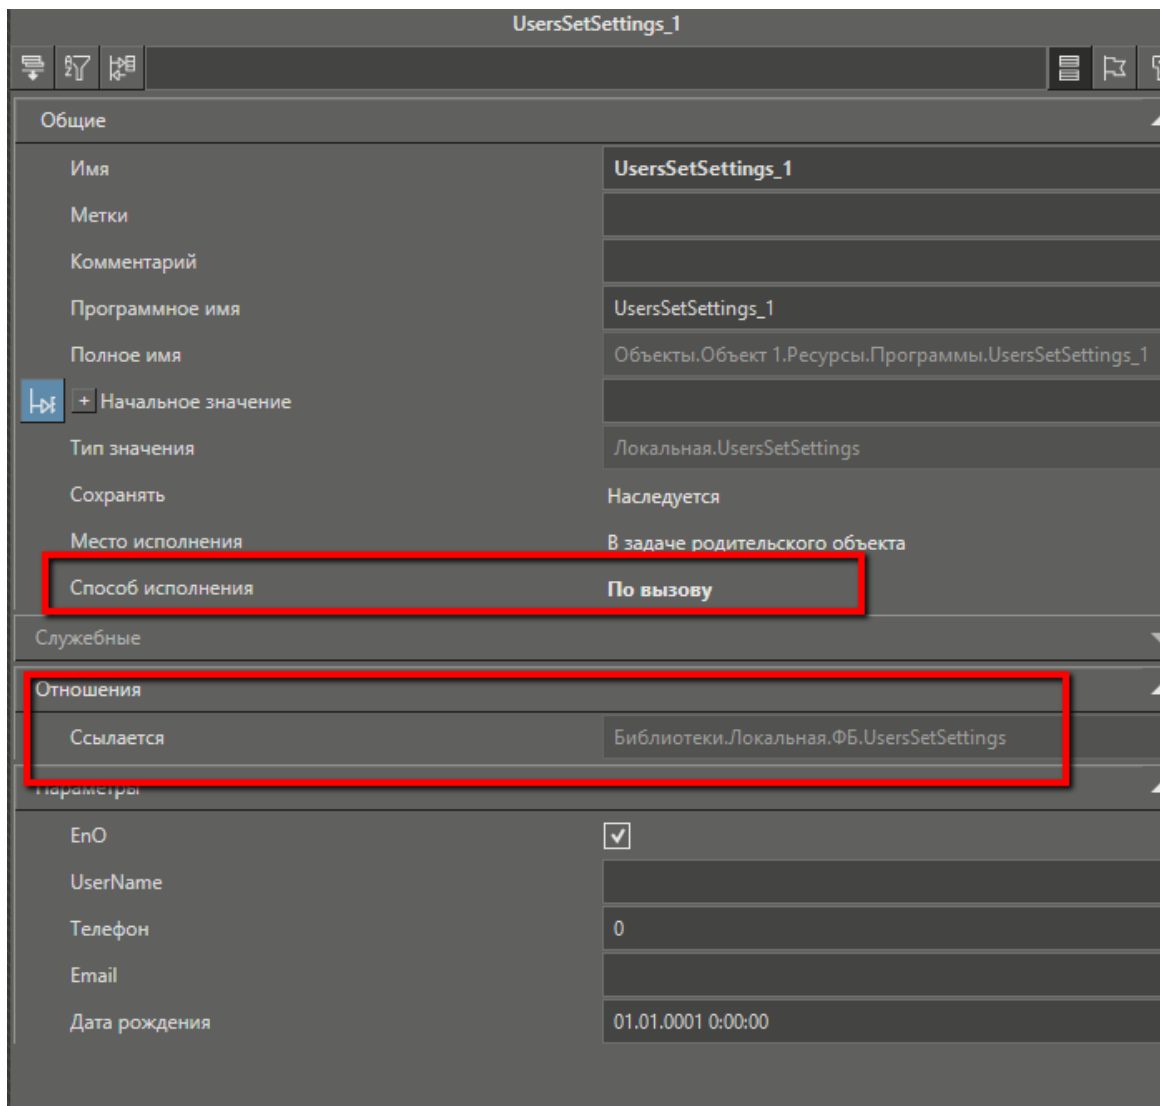 UsersSetSettings_1
Общие
Имя UsersSetSettings_1
Метки
Комментарий
Программное имя UsersSetSettings_1
Полное имя Объекты.Объект 1.Ресурсы.Программы.UsersSetSettings_1
+ Начальное значение
Тип значения Локальная.UsersSetSettings
Сохранять Наследуется
Место исполнения В задаче родительского объекта
Способ исполнения По вызову
Служебные
Отношения
Ссылается Библиотеки.Локальная.ФБ.UsersSetSettings
Параметры
EnO
UserName
Телефон 0
Email
Дата рождения 01.01.0001 0:00:00